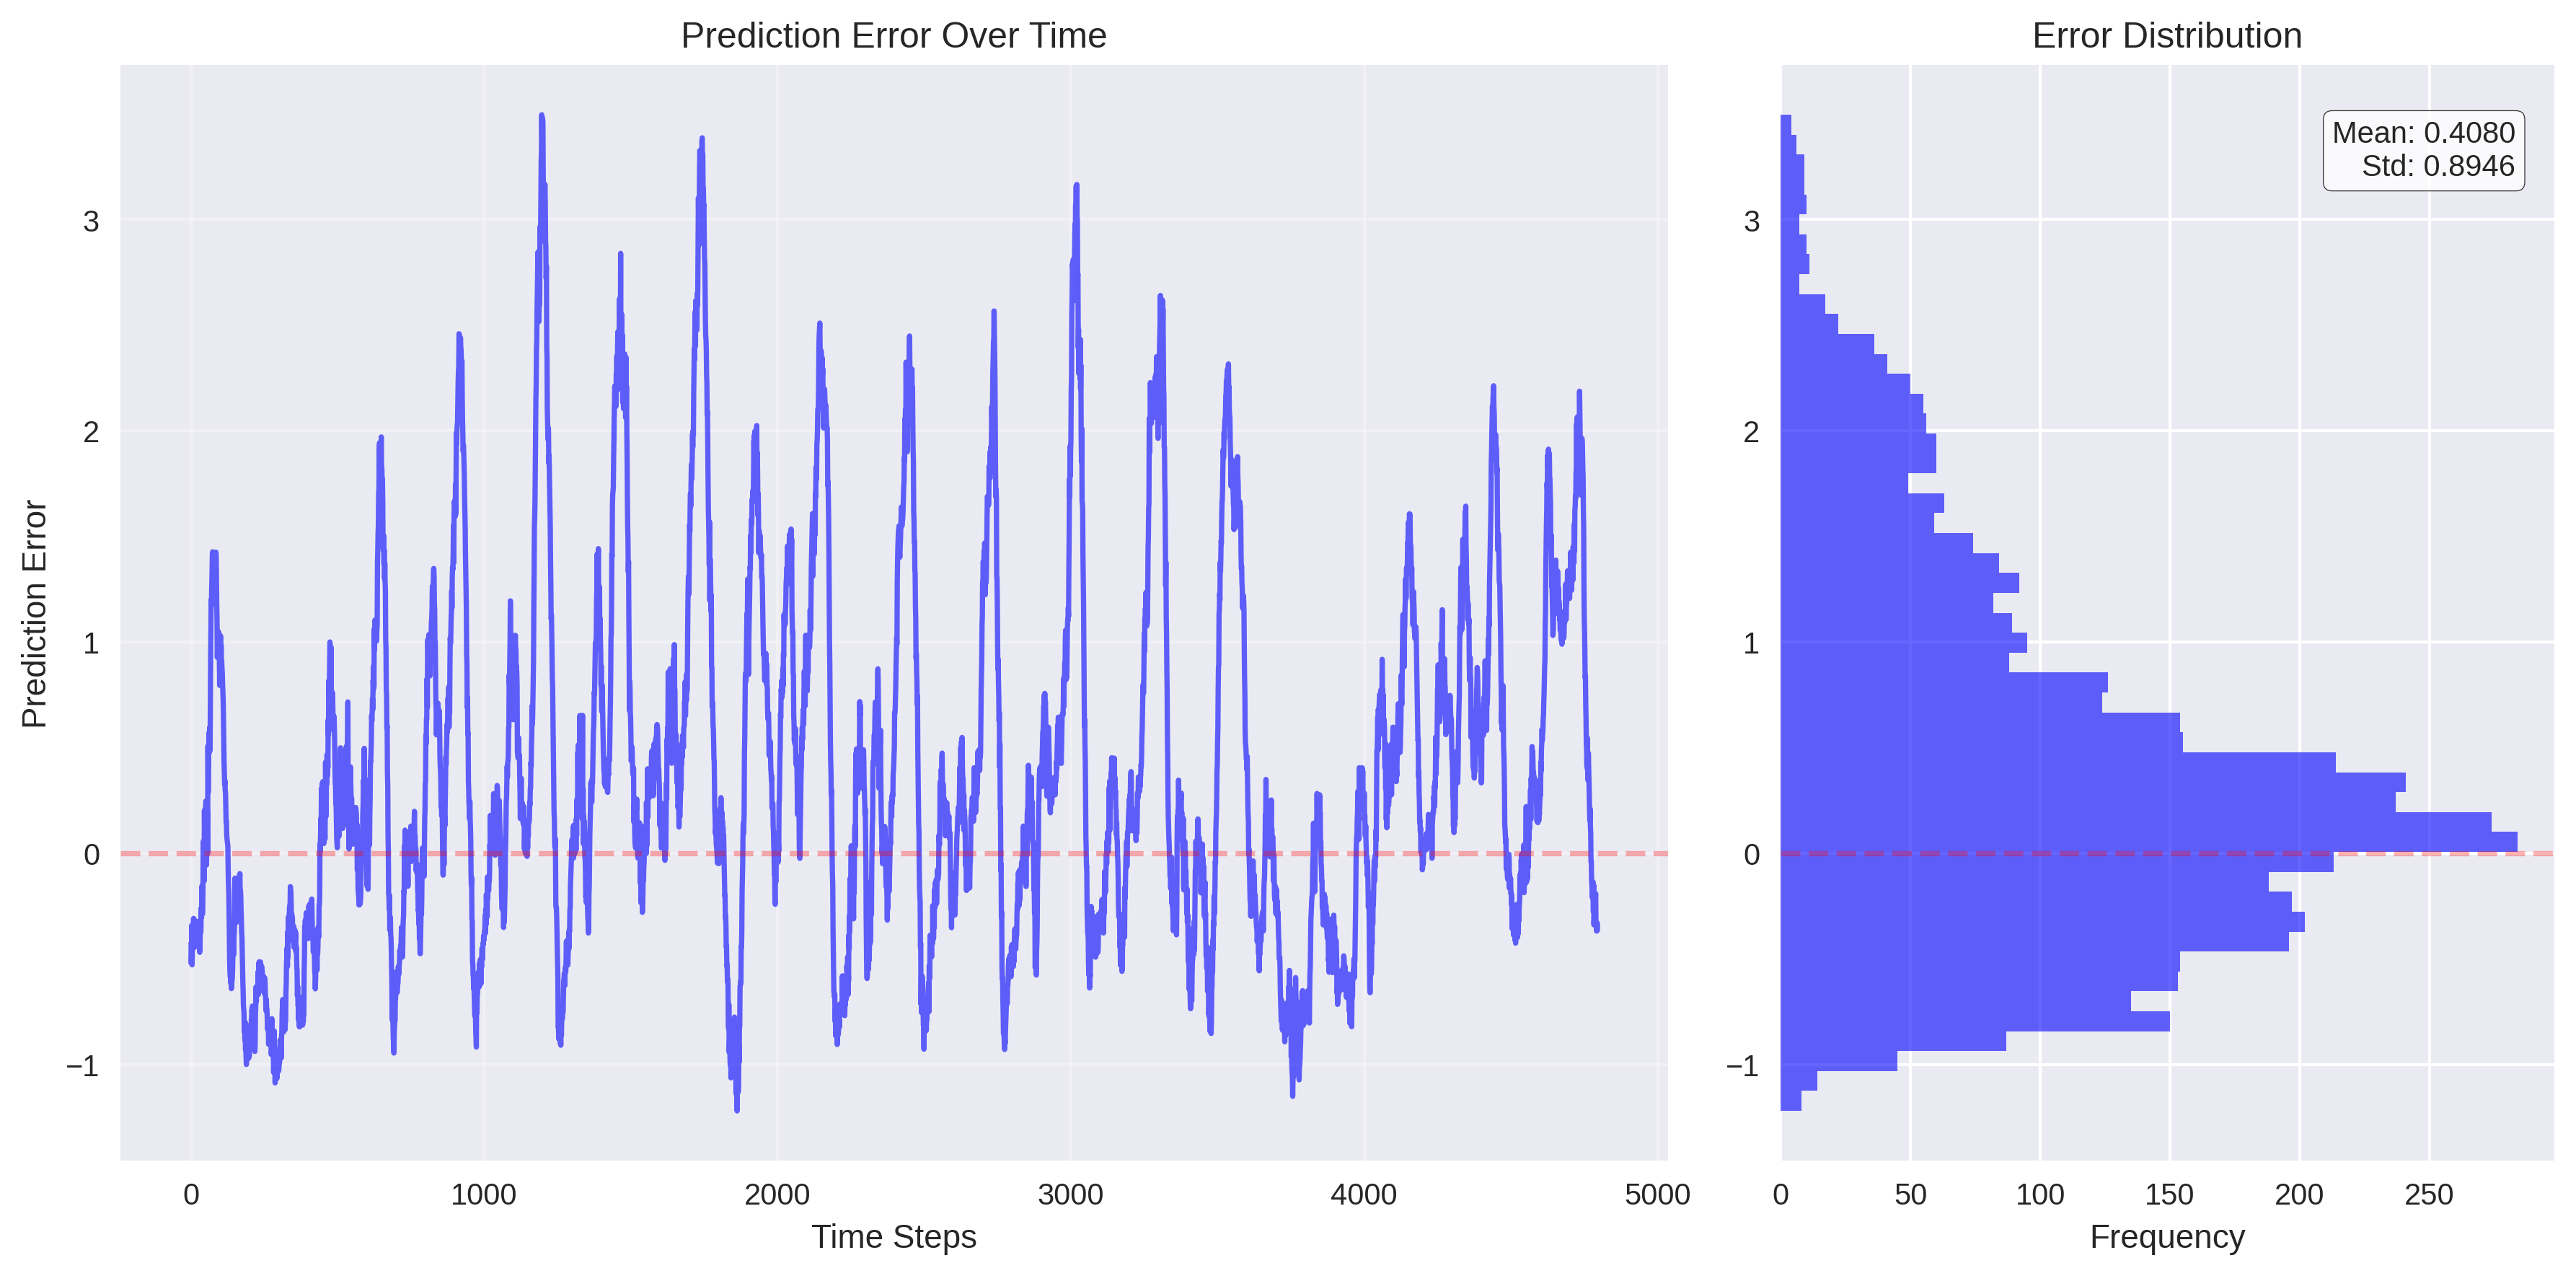 Prediction Error Over Time
Prediction Error
3
2
1
0
−1
0 1000 2000 3000 4000 5000
Time Steps
Error Distribution
Mean: 0.4080
Std: 0.8946
3
2
1
0
−1
0 50 100 150 200 250
Frequency